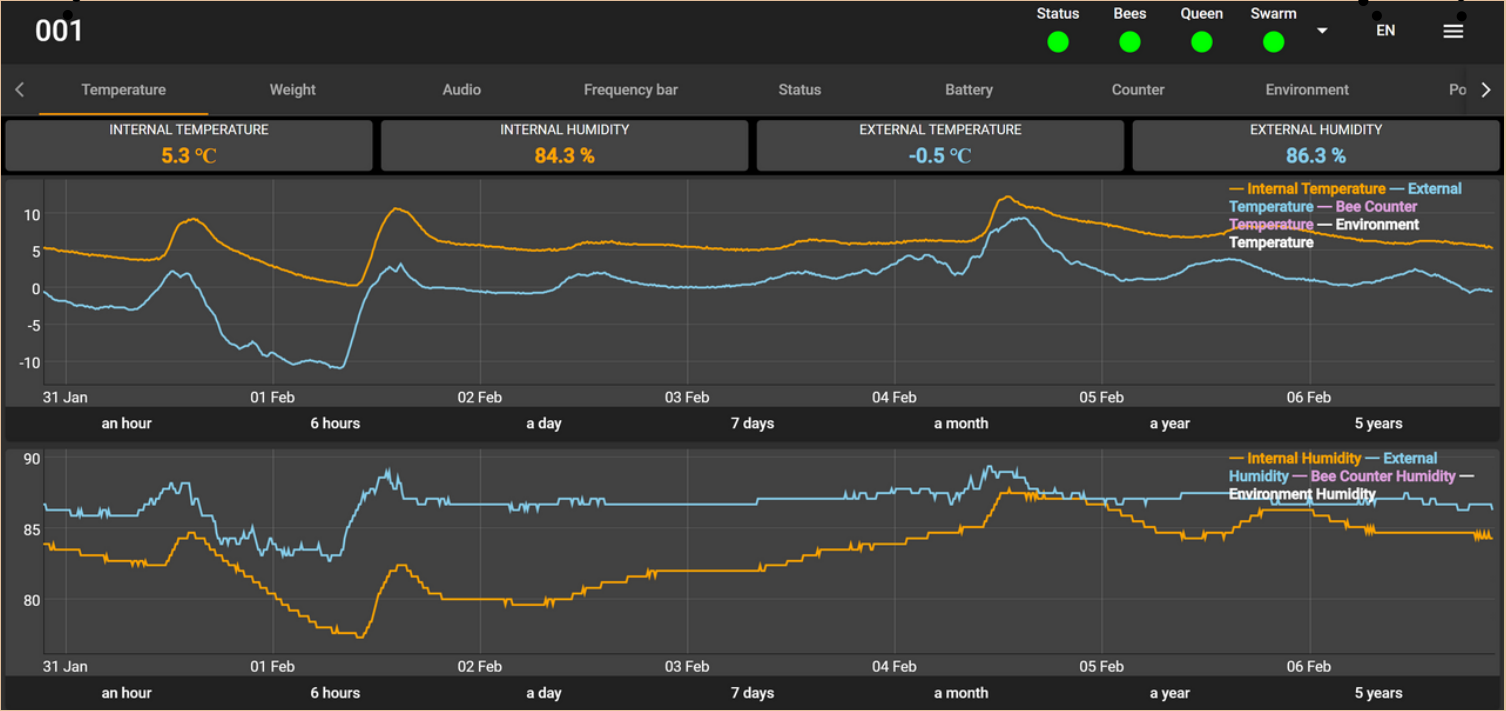 001
Status Bees Queen Swarm
EN
Temperature Weight Audio Frequency bar Status Battery Counter Environment Po
INTERNAL TEMPERATURE INTERNAL HUMIDITY EXTERNAL TEMPERATURE EXTERNAL HUMIDITY
5.3 °C 84.3 % -0.5 °C 86.3 %
— Internal Temperature — External
Temperature — Bee Counter
Temperature — Environment
Temperature
10
5
0
-5
-10
31 Jan 01 Feb 02 Feb 03 Feb 04 Feb 05 Feb 06 Feb
an hour 6 hours a day 7 days a month a year 5 years
— Internal Humidity — External
Humidity — Bee Counter Humidity —
Environment Humidity
90
85
80
31 Jan 01 Feb 02 Feb 03 Feb 04 Feb 05 Feb 06 Feb
an hour 6 hours a day 7 days a month a year 5 years